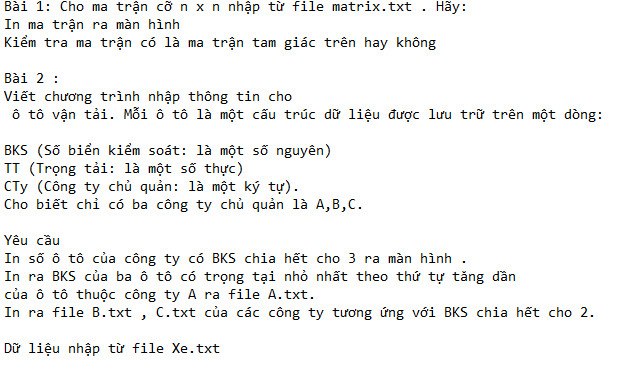 Bài 1: Cho ma trận cỡ n x n nhập từ file matrix.txt . Hãy:
In ma trận ra màn hình
Kiểm tra ma trận có là ma trận tam giác trên hay không
Bài 2 :
Viết chương trình nhập thông tin cho
ô tô vận tải. Mỗi ô tô là một cấu trúc dữ liệu được lưu trữ trên một dòng:
BKS (Số biển kiểm soát: là một số nguyên)
TT (Trọng tải: là một số thực)
CTy (Công ty chủ quản: là một ký tự).
Cho biết chỉ có ba công ty chủ quản là A,B,C.
Yêu cầu
In số ô tô của công ty có BKS chia hết cho 3 ra màn hình .
In ra BKS của ba ô tô có trọng tại nhỏ nhất theo thứ tự tăng dần
của ô tô thuộc công ty A ra file A.txt.
In ra file B.txt , C.txt của các công ty tương ứng với BKS chia hết cho 2.
Dữ liệu nhập từ file Xe.txt